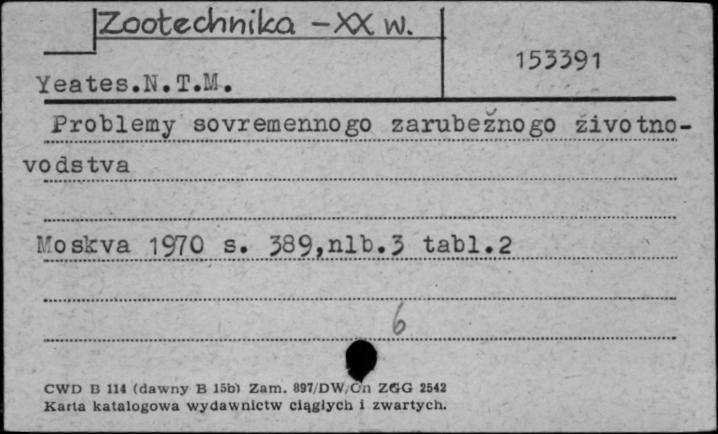 Zootechnika - XX w.
153391
Yeates.N.T.M.
Problemy sovremennogo zarubežnogo životno-
vodstva
Moskva 1970 s. 389,nlb.3 tabl.2
6
CWD B 114 (dawny B 15b) Zam. 897/DW/Cn ZGG 2542
Karta katalogowa wydawnictw ciągłych i zwartych.